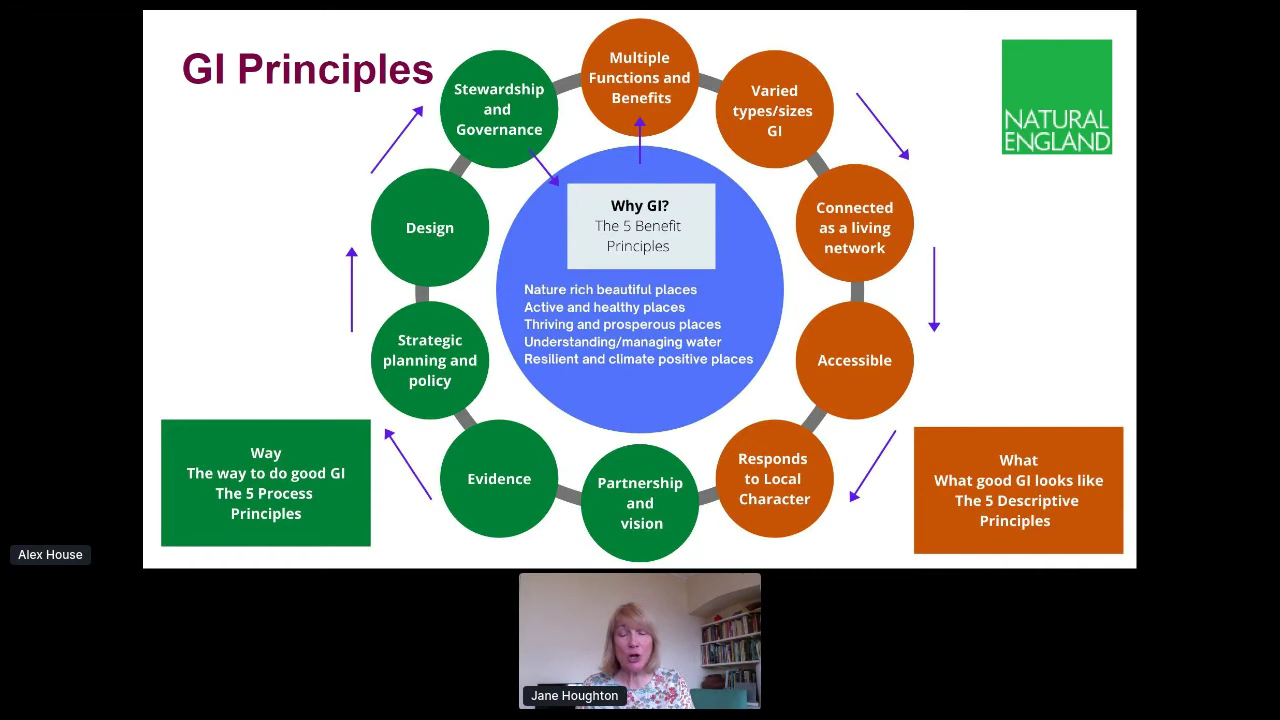 GI Principles
Stewardship
and
Governance
Multiple
Functions and
Benefits
Varied
types/sizes
GI
NATURAL
ENGLAND
Connected
as a living
network
Design
Why GI?
The 5 Benefit
Principles
Nature rich beautiful places
Active and healthy places
Thriving and prosperous places
Understanding/managing water
Resilient and climate positive places
Strategic
planning and
policy
Accessible
Way
The way to do good GI
The 5 Process
Principles
Evidence
Partnership
and
vision
Responds
to Local
Character
What
What good GI looks like
The 5 Descriptive
Principles
Alex House
Jane Houghton